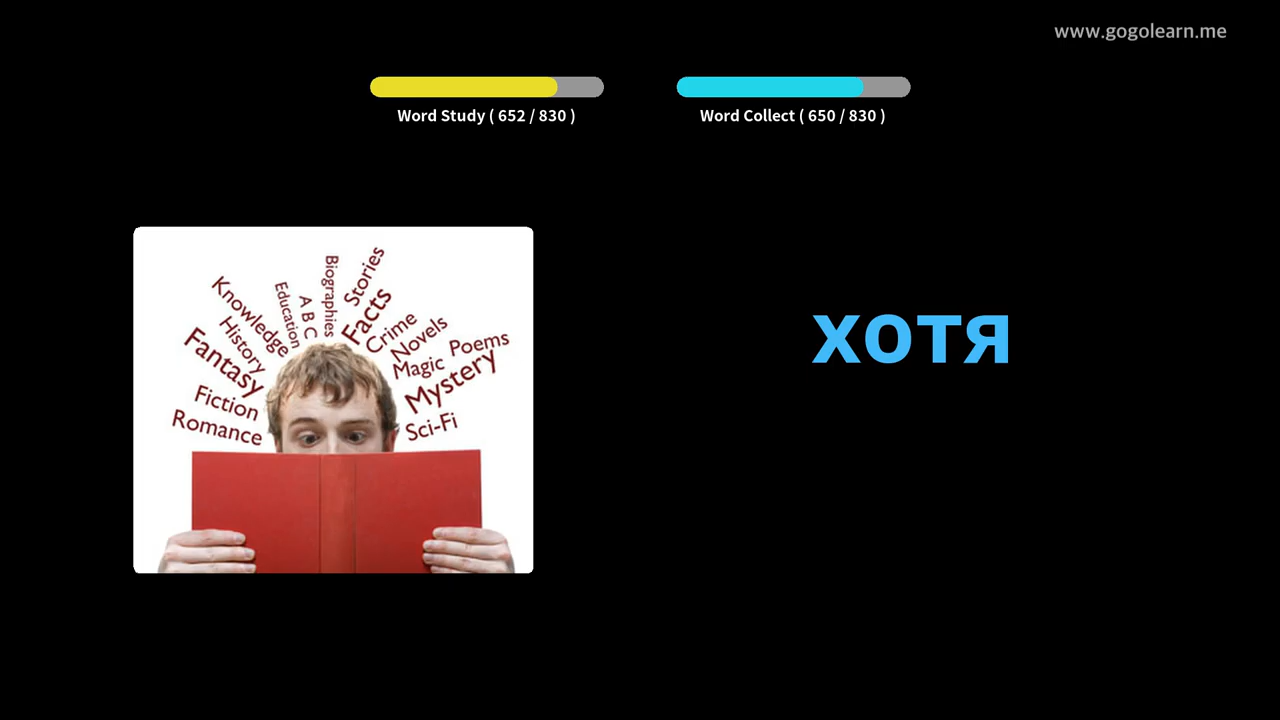 www.gogolearn.me
Word Study ( 652 / 830 )
Word Collect ( 650 / 830 )
Biographies
Stories
Education
A B C
Facts
Knowledge
History
Crime
Novels
Poems
Fantasy
Magic
Mystery
Fiction
Sci-Fi
Romance
хотя